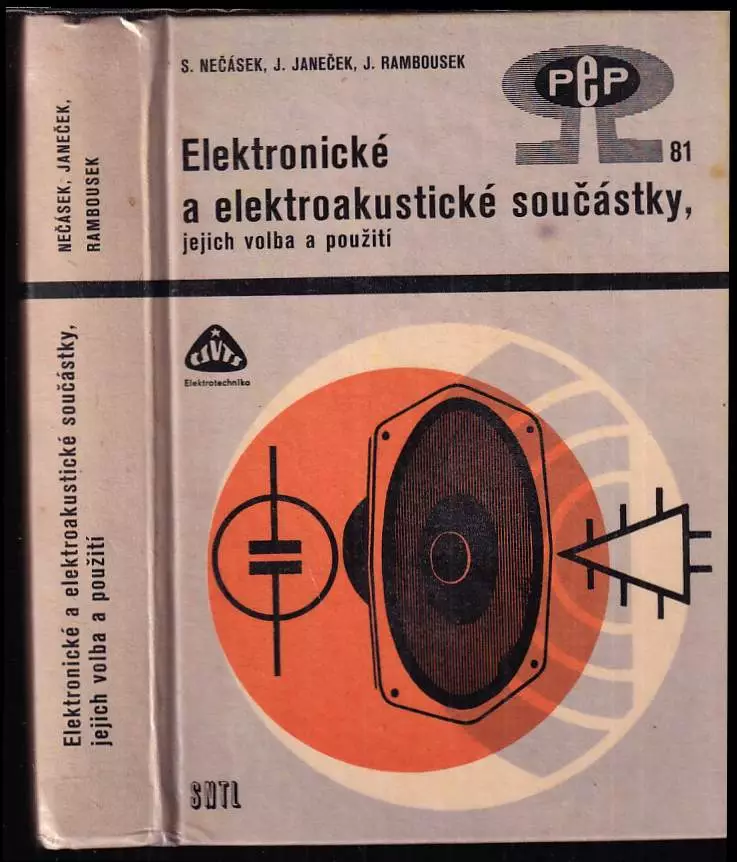 NEČÁSEK, JANEČEK,
RAMBOUSEK
Elektronické a elektroakustické součástky,
jejich volba a použití
S. NEČÁSEK, J. JANEČEK, J. RAMBOUSEK
PeP
81
Elektronické
a elektroakustické součástky,
jejich volba a použití
ČSVTS
Elektrotechnika
SNTL